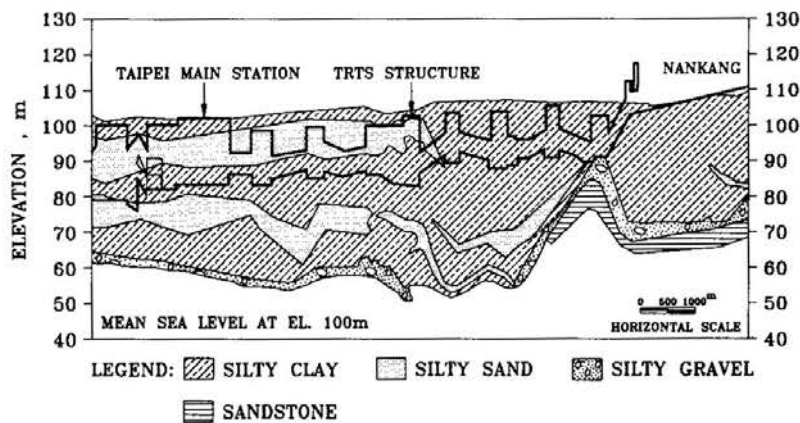 130
120
110
100
90
80
70
60
50
40
ELEVATION , m
TAIPEI MAIN STATION
TRTS STRUCTURE
NANKANG
130
120
110
100
90
80
70
60
50
40
MEAN SEA LEVEL AT EL. 100m
0 500 1000 m
HORIZONTAL SCALE
LEGEND: SILTY CLAY SILTY SAND SILTY GRAVEL
SANDSTONE